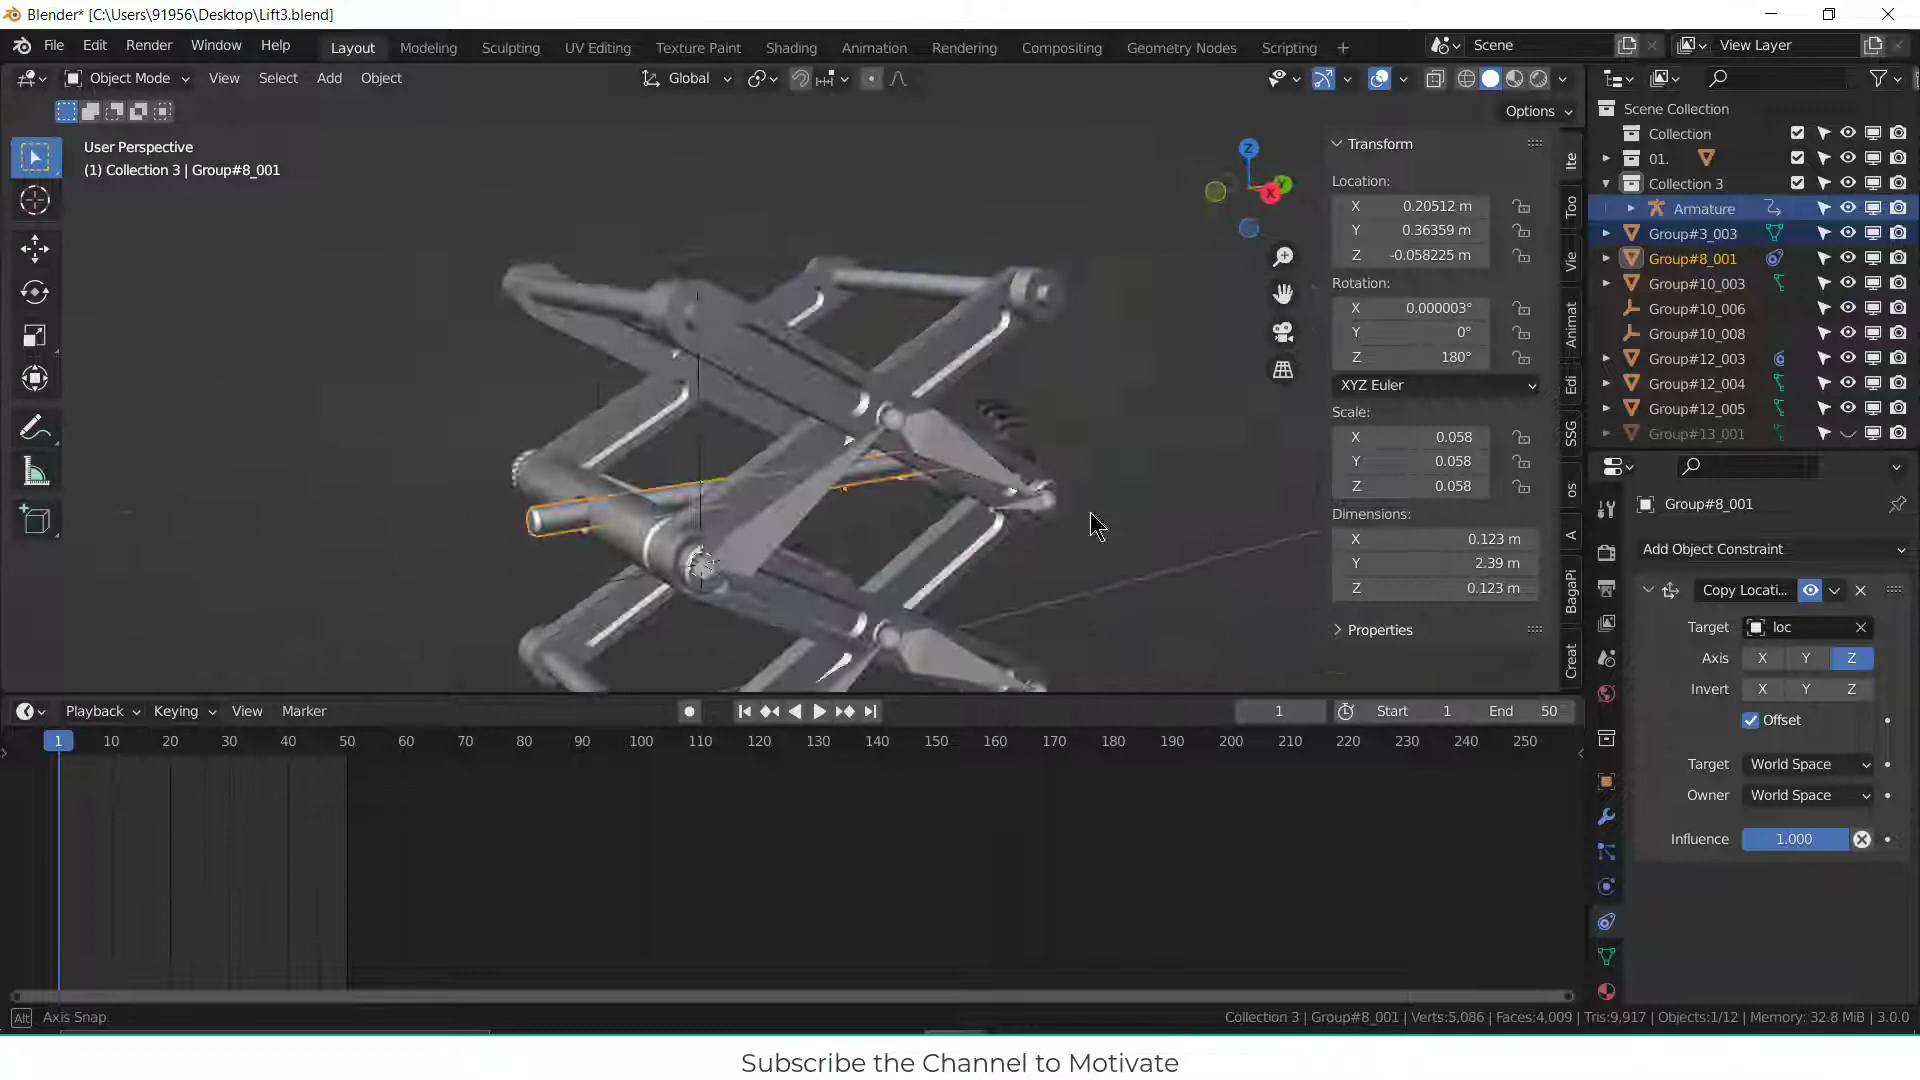 Blender* [C:\Users\91956\Desktop\Lift3.blend]
File Edit Render Window Help Layout Modeling Sculpting UV Editing Texture Paint Shading Animation Rendering Compositing Geometry Nodes Scripting + Scene View Layer
Object Mode View Select Add Object Global
Options
User Perspective
(1) Collection 3 | Group#8_001
Z
Y
X
Transform
Location:
X 0.20512 m
Y 0.36359 m
Z -0.058225 m
Rotation:
X 0.000003°
Y 0°
Z 180°
XYZ Euler
Scale:
X 0.058
Y 0.058
Z 0.058
Dimensions:
X 0.123 m
Y 2.39 m
Z 0.123 m
Properties
Ite
Too
Vie
Animat
Edi
SSG
os
A
BagaPi
Creat
Scene Collection
Collection
01.
Collection 3
Armature
Group#3_003
Group#8_001
Group#10_003
Group#10_006
Group#10_008
Group#12_003
Group#12_004
Group#12_005
Group#13_001
Group#8_001
Add Object Constraint
Copy Locati...
Target loc
Axis X Y Z
Invert X Y Z
Offset
Target World Space
Owner World Space
Influence 1.000
Playback Keying View Marker 1 Start 1 End 50
1 10 20 30 40 50 60 70 80 90 100 110 120 130 140 150 160 170 180 190 200 210 220 230 240 250
Alt Axis Snap
Collection 3 | Group#8_001 | Verts:5,086 | Faces:4,009 | Tris:9,917 | Objects:1/12 | Memory: 32.8 MiB | 3.0.0
Subscribe the Channel to Motivate